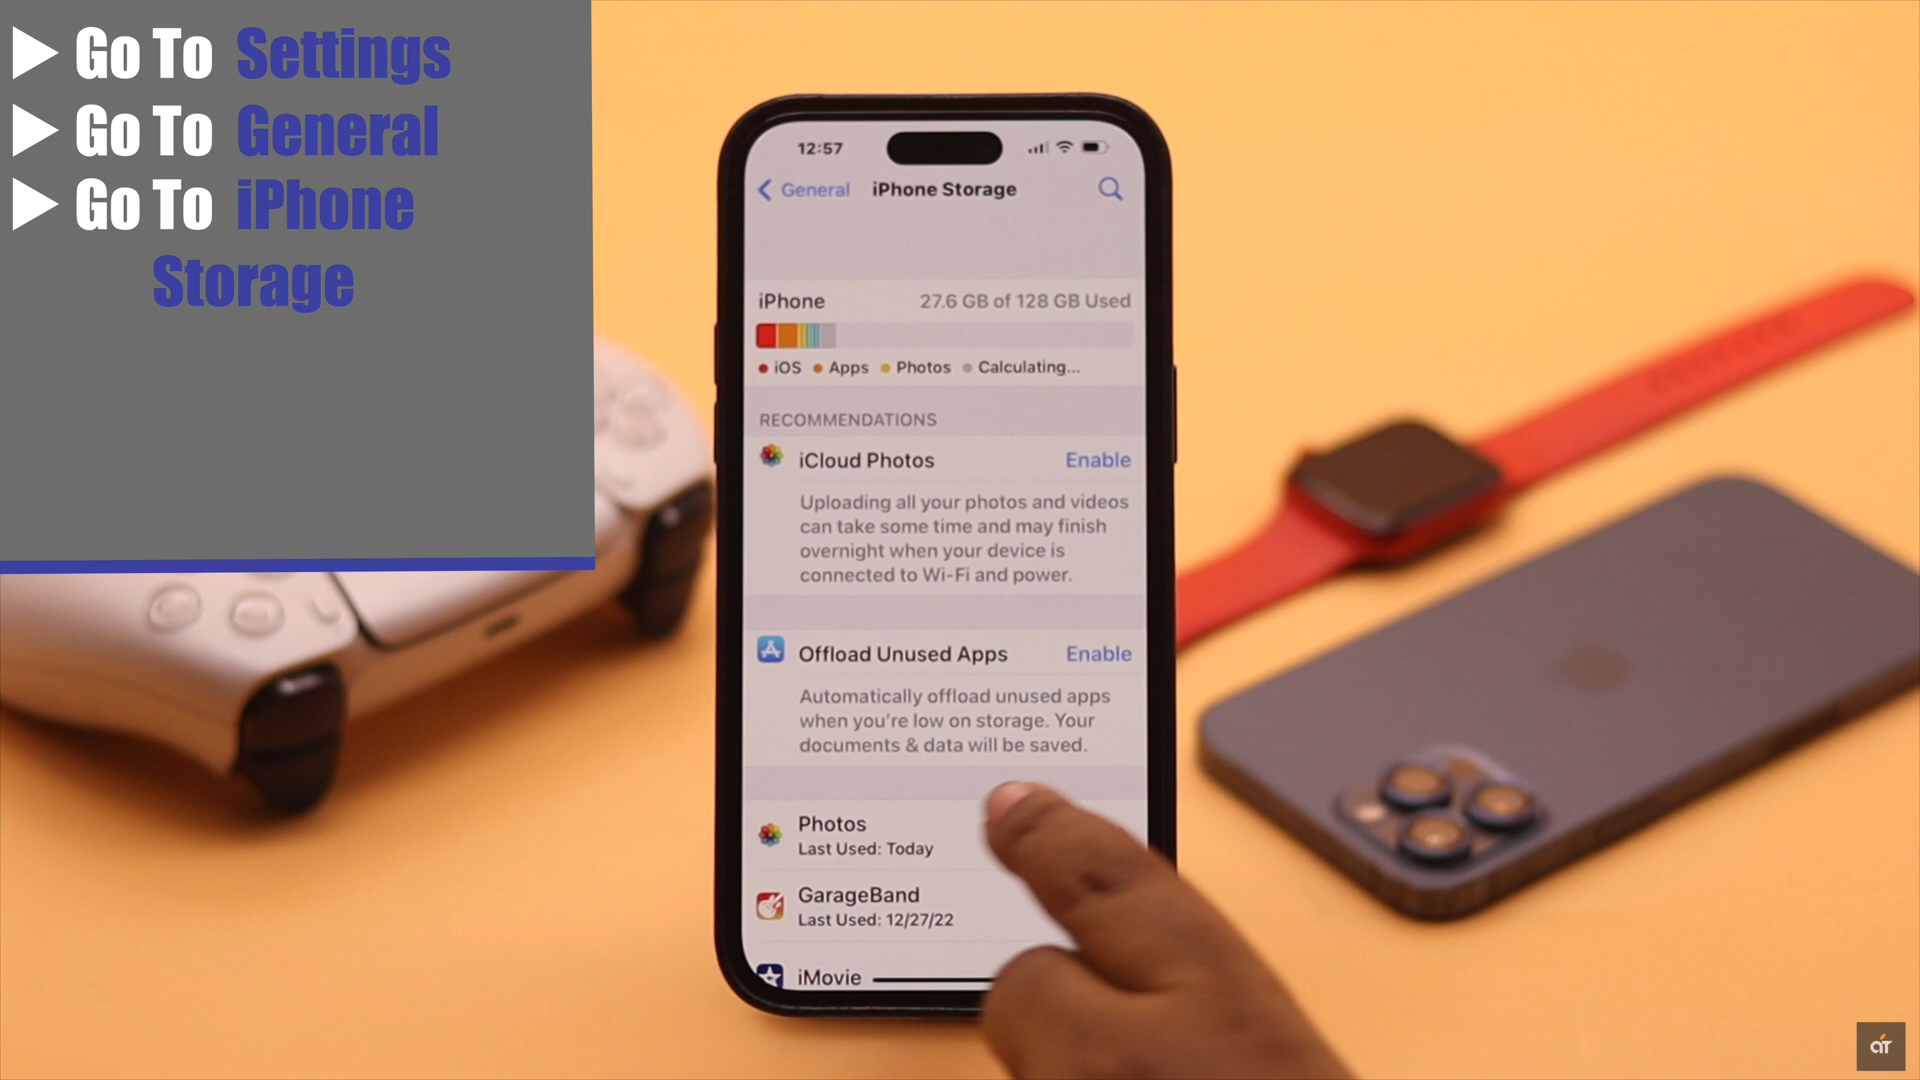 Go To Settings
Go To General
Go To iPhone
Storage
12:57
General iPhone Storage
iPhone 27.6 GB of 128 GB Used
iOS Apps Photos Calculating...
RECOMMENDATIONS
iCloud Photos Enable
Uploading all your photos and videos
can take some time and may finish
overnight when your device is
connected to Wi-Fi and power.
Offload Unused Apps Enable
Automatically offload unused apps
when you're low on storage. Your
documents & data will be saved.
Photos
Last Used: Today
GarageBand
Last Used: 12/27/22
iMovie
aT